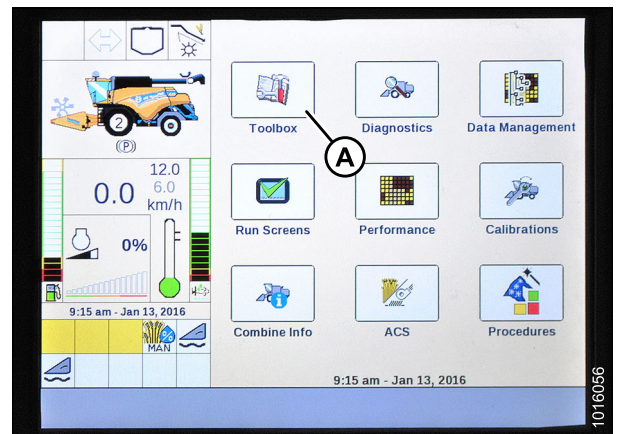 2
(P)
12.0
6.0
0.0
km/h
0%
9:15 am - Jan 13, 2016
MAN
Toolbox
Diagnostics
Data Management
A
Run Screens
Performance
Calibrations
Combine Info
ACS
Procedures
9:15 am - Jan 13, 2016
1016056